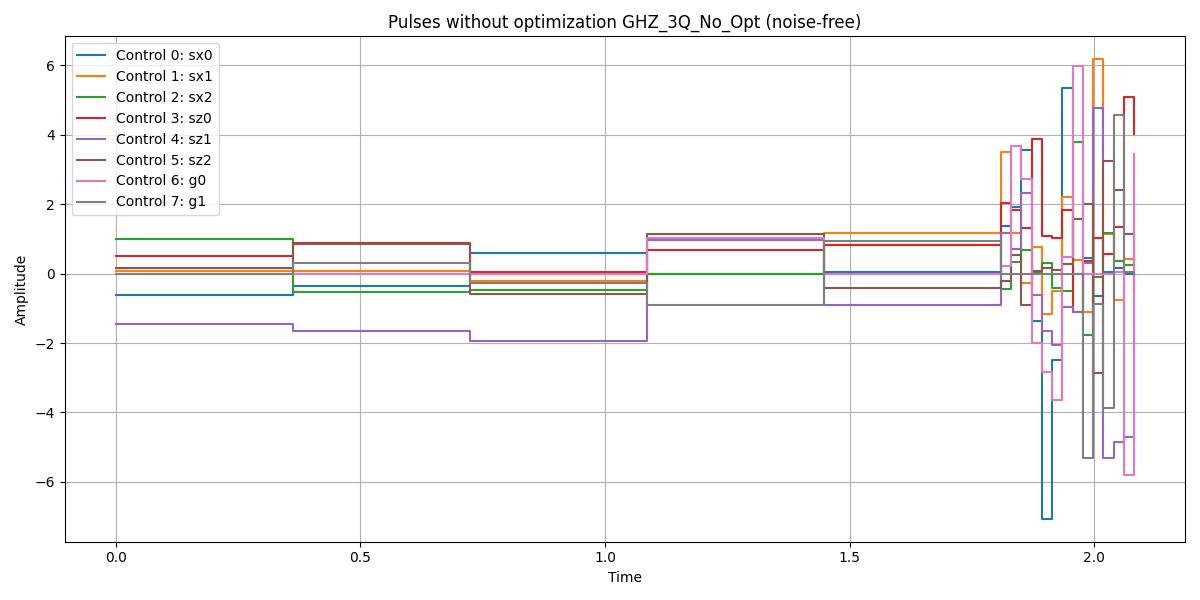 Pulses without optimization GHZ_3Q_No_Opt (noise-free)
Control 0: sx0
Control 1: sx1
Control 2: sx2
Control 3: sz0
Control 4: sz1
Control 5: sz2
Control 6: g0
Control 7: g1
Amplitude
6
4
2
0
−2
−4
−6
0.0 0.5 1.0 1.5 2.0
Time